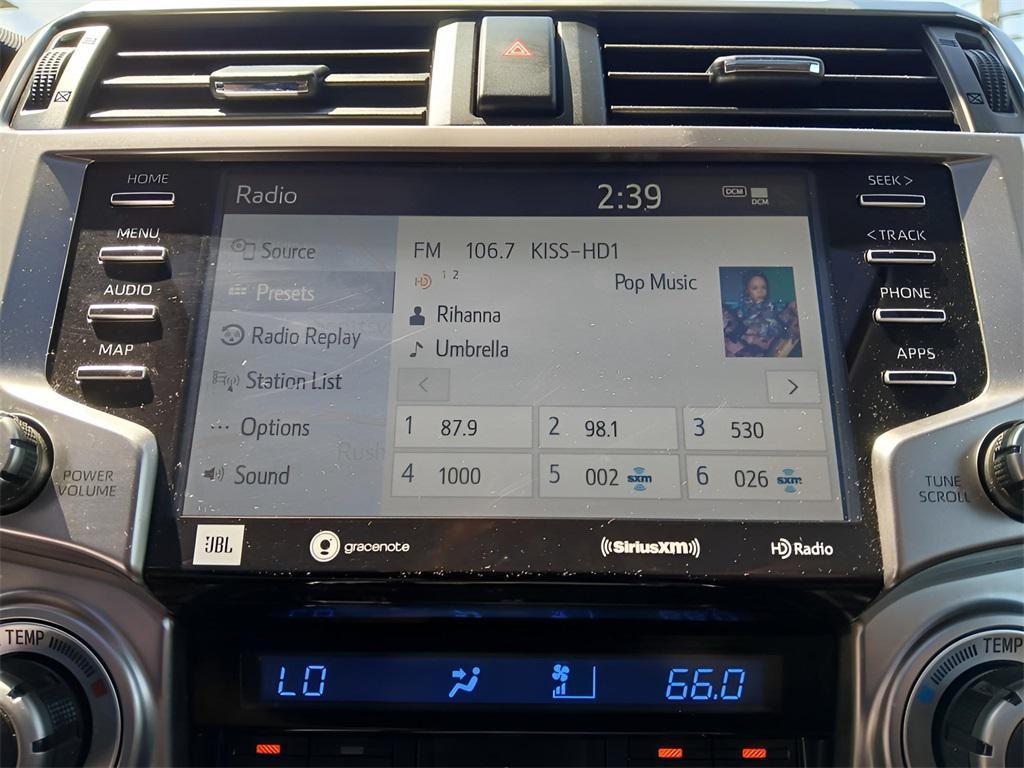 Radio
2:39
DCM
DCM
HOME
MENU
AUDIO
MAP
SEEK >
< TRACK
PHONE
APPS
Source
Presets
Radio Replay
Station List
Options
Sound
FM 106.7 KISS-HD1
HD 1 2
Pop Music
Rihanna
Umbrella
<
>
1 87.9
2 98.1
3 530
4 1000
5 002 sxm
6 026 sxm
Rush
POWER
VOLUME
TUNE
SCROLL
JBL
gracenote
((SiriusXM))
HD Radio
TEMP
LO
66.0
TEMP